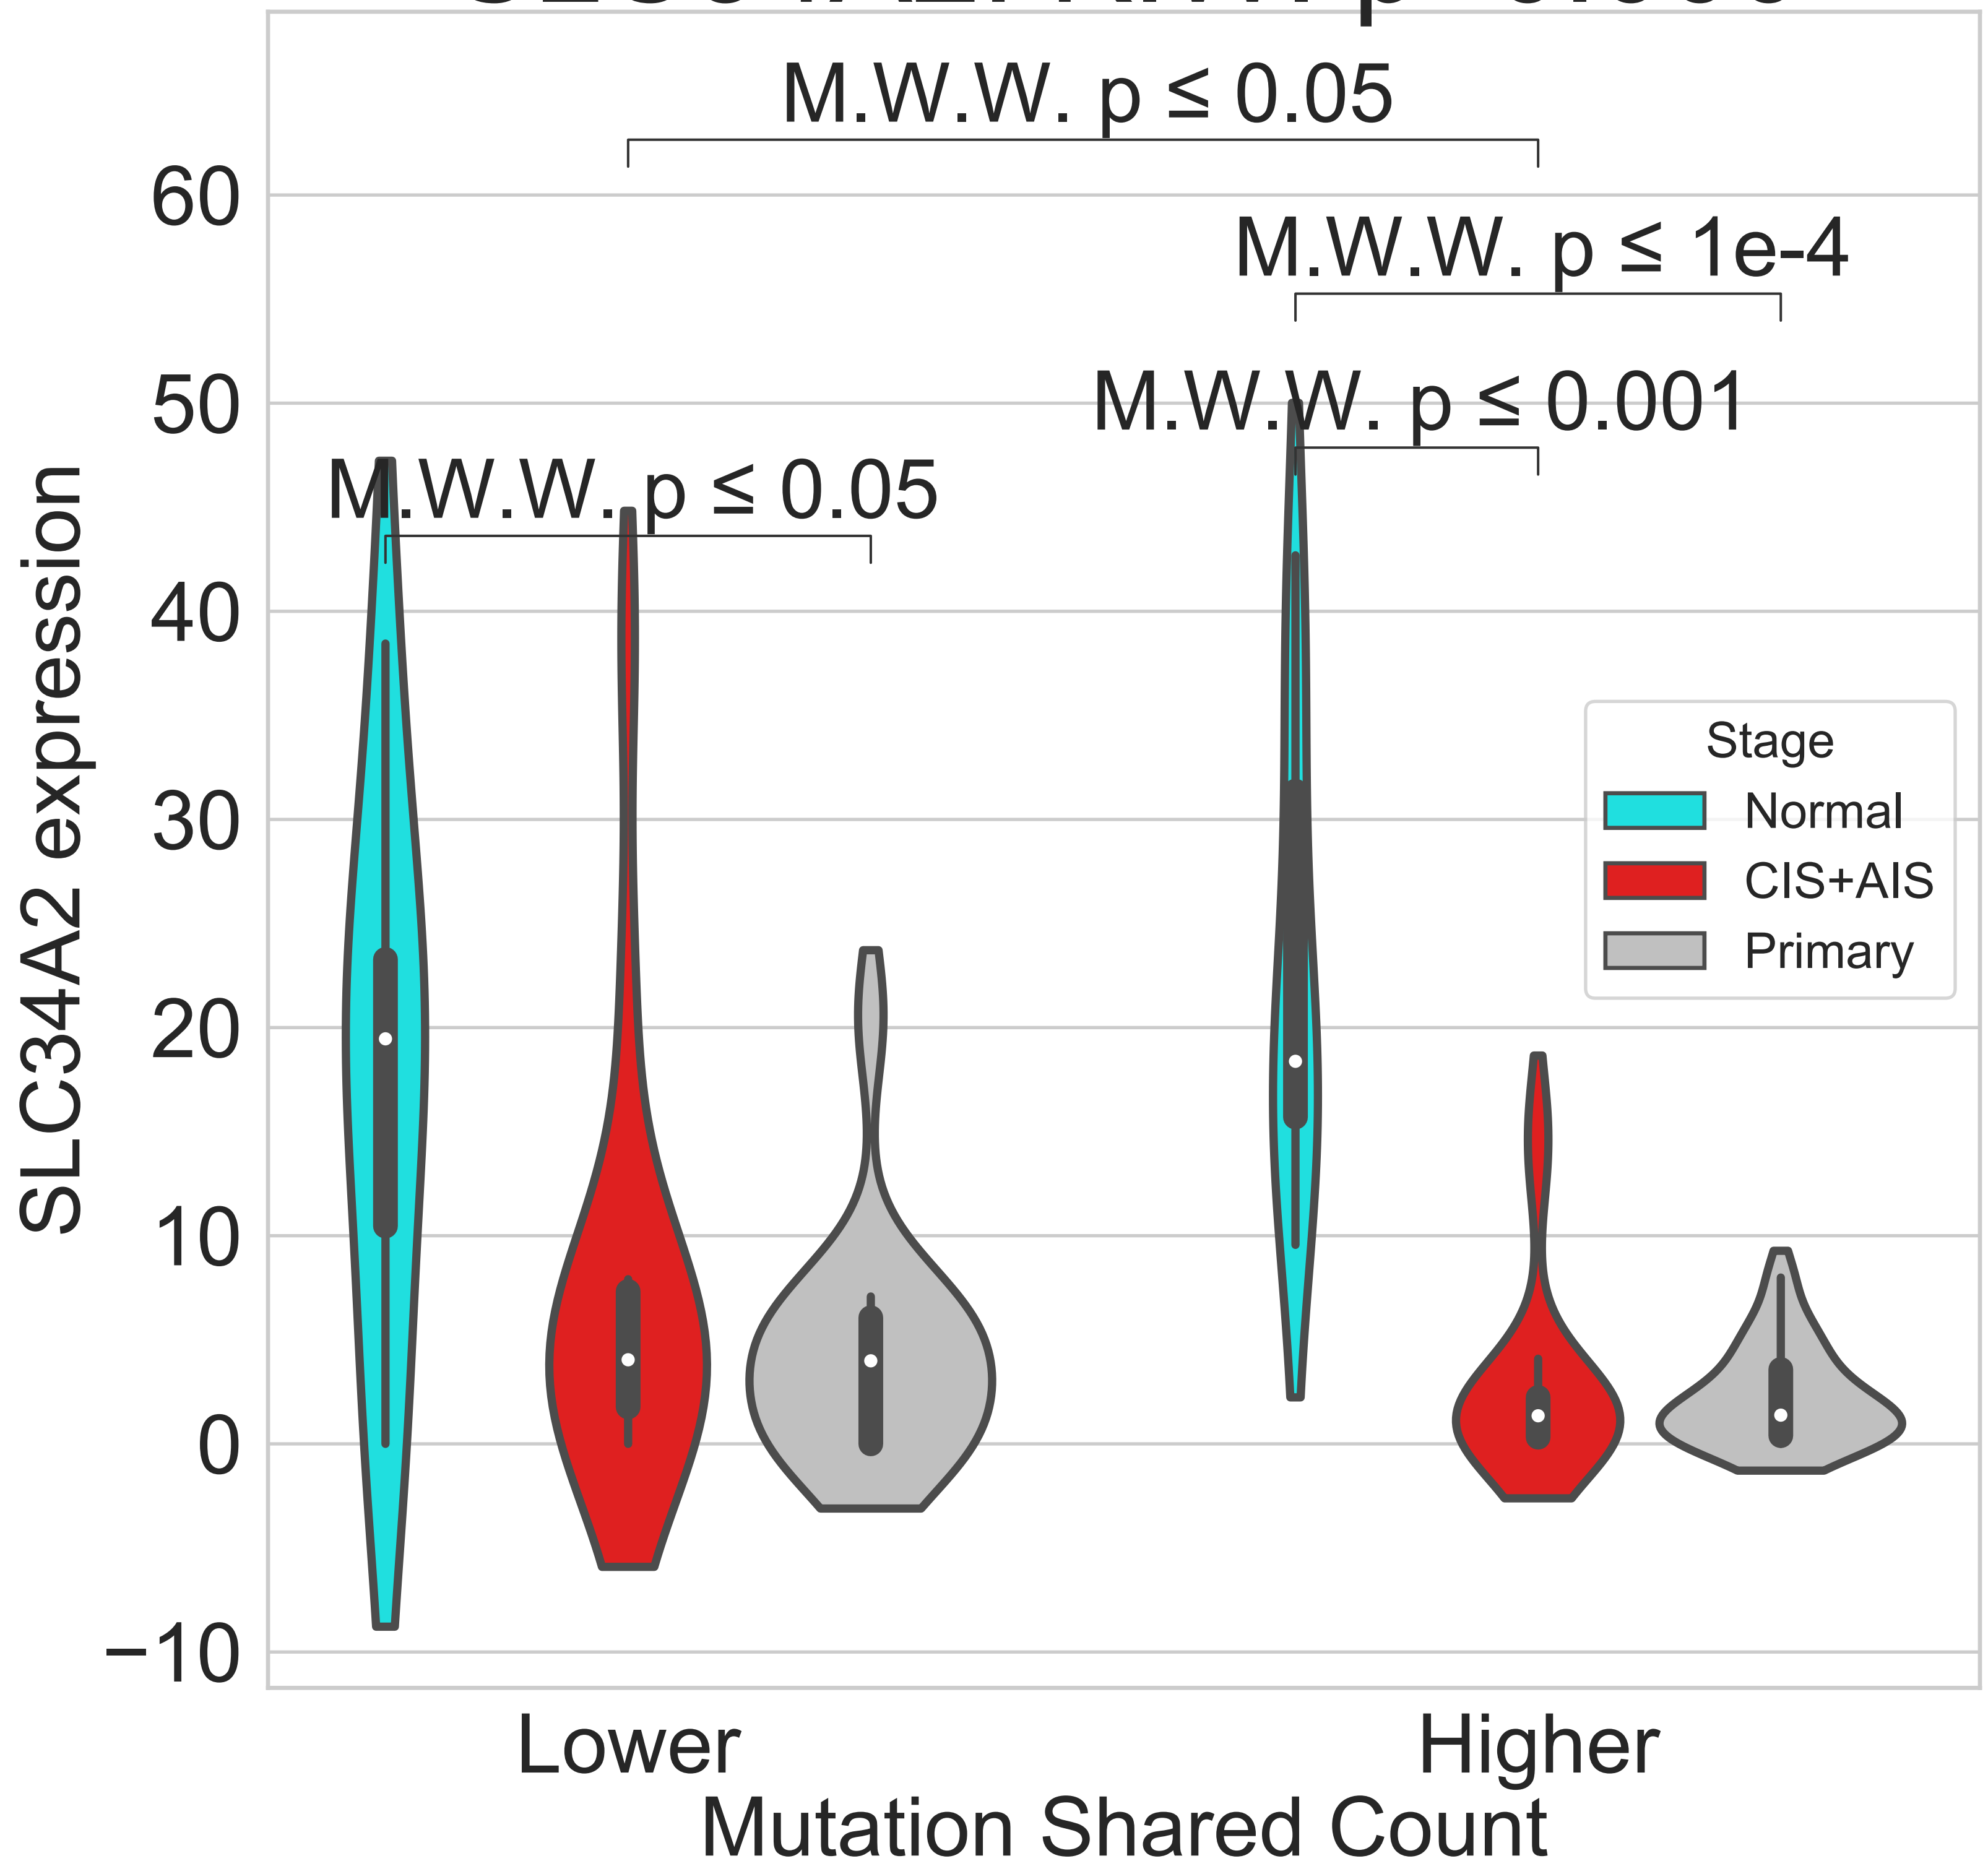 M.W.W. p ≤ 0.05
60
M.W.W. p ≤ 1e-4
50
M.W.W. p ≤ 0.001
M.W.W. p ≤ 0.05
40
30
20
10
0
−10
SLC34A2 expression
Stage
Normal
CIS+AIS
Primary
Lower
Higher
Mutation Shared Count